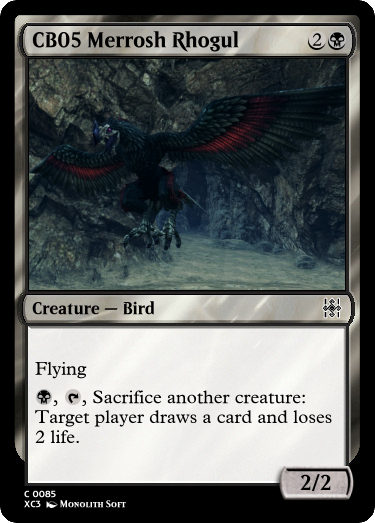 CB05 Merrosh Rhogul 2
Creature — Bird
Flying
, , Sacrifice another creature:
Target player draws a card and loses
2 life.
2/2
C 0085
XC3 Monolith Soft